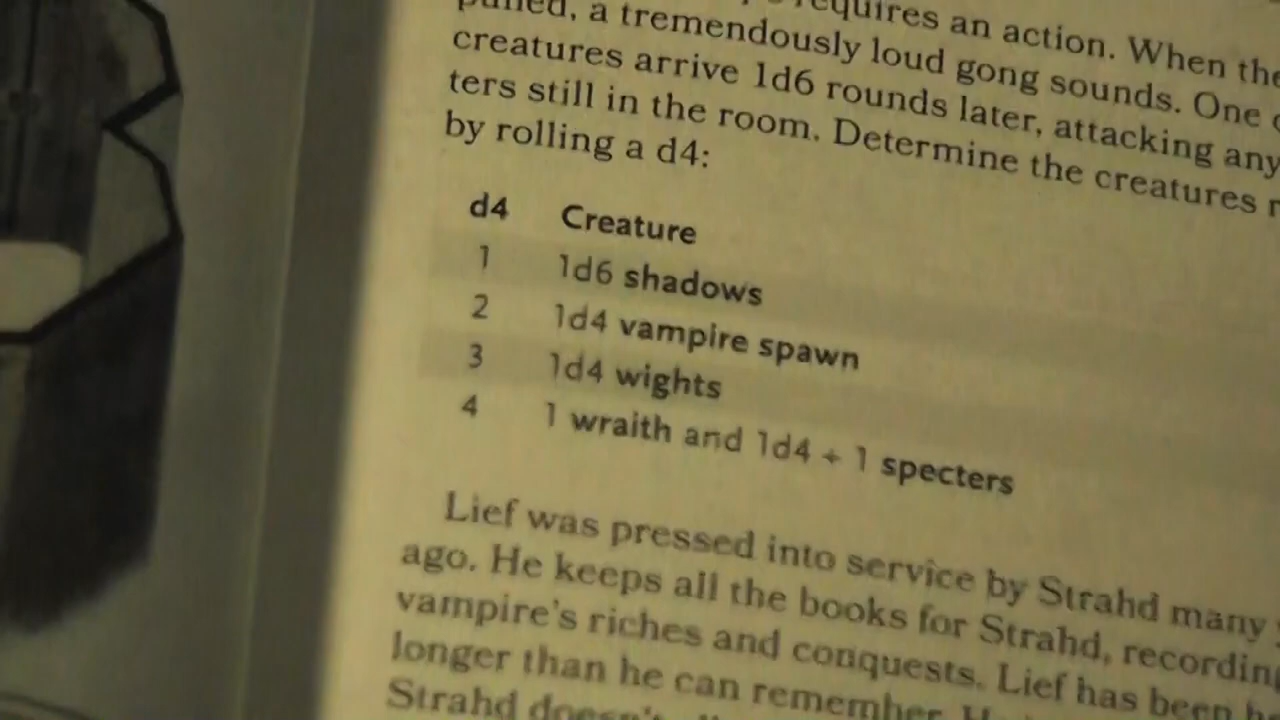 requires an action. When the
a tremendously loud gong sounds. One
creatures arrive 1d6 rounds later, attacking any
ters still in the room. Determine the creatures
by rolling a d4:
d4 Creature
1 1d6 shadows
2 1d4 vampire spawn
3 1d4 wights
4 1 wraith and 1d4 + 1 specters
Lief was pressed into service by Strahd many
ago. He keeps all the books for Strahd, recording
vampire's riches and conquests. Lief has been
longer than he can remember.
Strahd doesn't